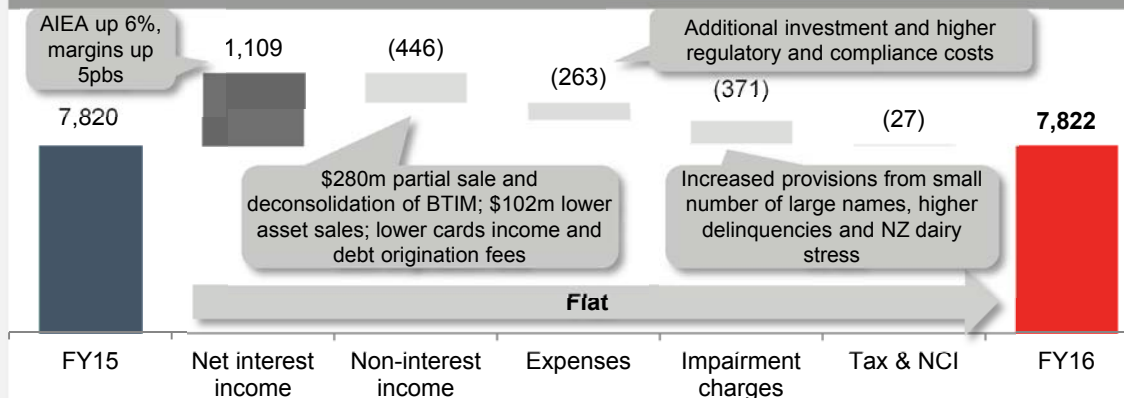 AIEA up 6%,
margins up
5pbs
1,109
(446)
(263)
Additional investment and higher
regulatory and compliance costs
(371)
(27)
7,820
7,822
$280m partial sale and
deconsolidation of BTIM; $102m lower
asset sales; lower cards income and
debt origination fees
Increased provisions from small
number of large names, higher
delinquencies and NZ dairy
stress
Flat
FY15
Net interest
income
Non-interest
income
Expenses
Impairment
charges
Tax & NCI
FY16